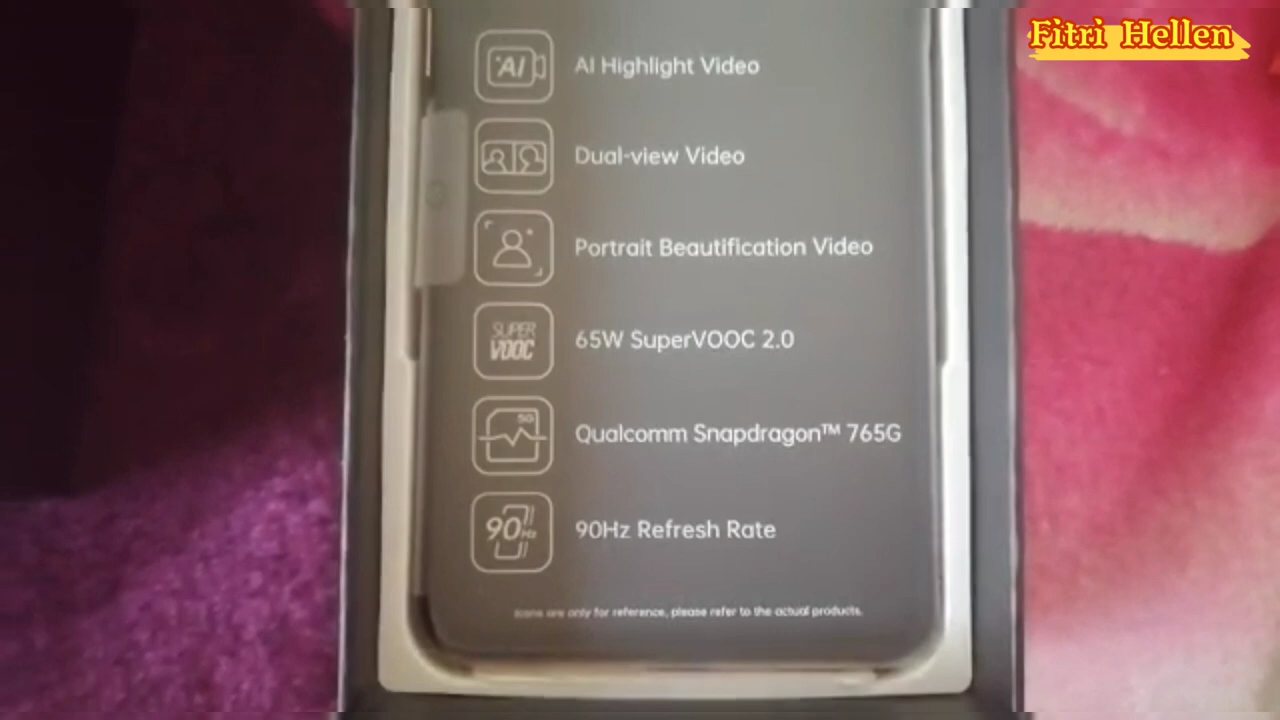 Fitri Hellen
AI
AI Highlight Video
Dual-view Video
Portrait Beautification Video
SUPER
VOOC
65W SuperVOOC 2.0
5G
Qualcomm Snapdragon™ 765G
90Hz
90Hz Refresh Rate
Icons are only for reference, please refer to the actual products.